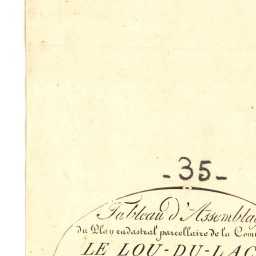 -35-
Tableau d'Assembla
du Plan cadastral parcellaire de la Com
LE LOU-DU-LAC